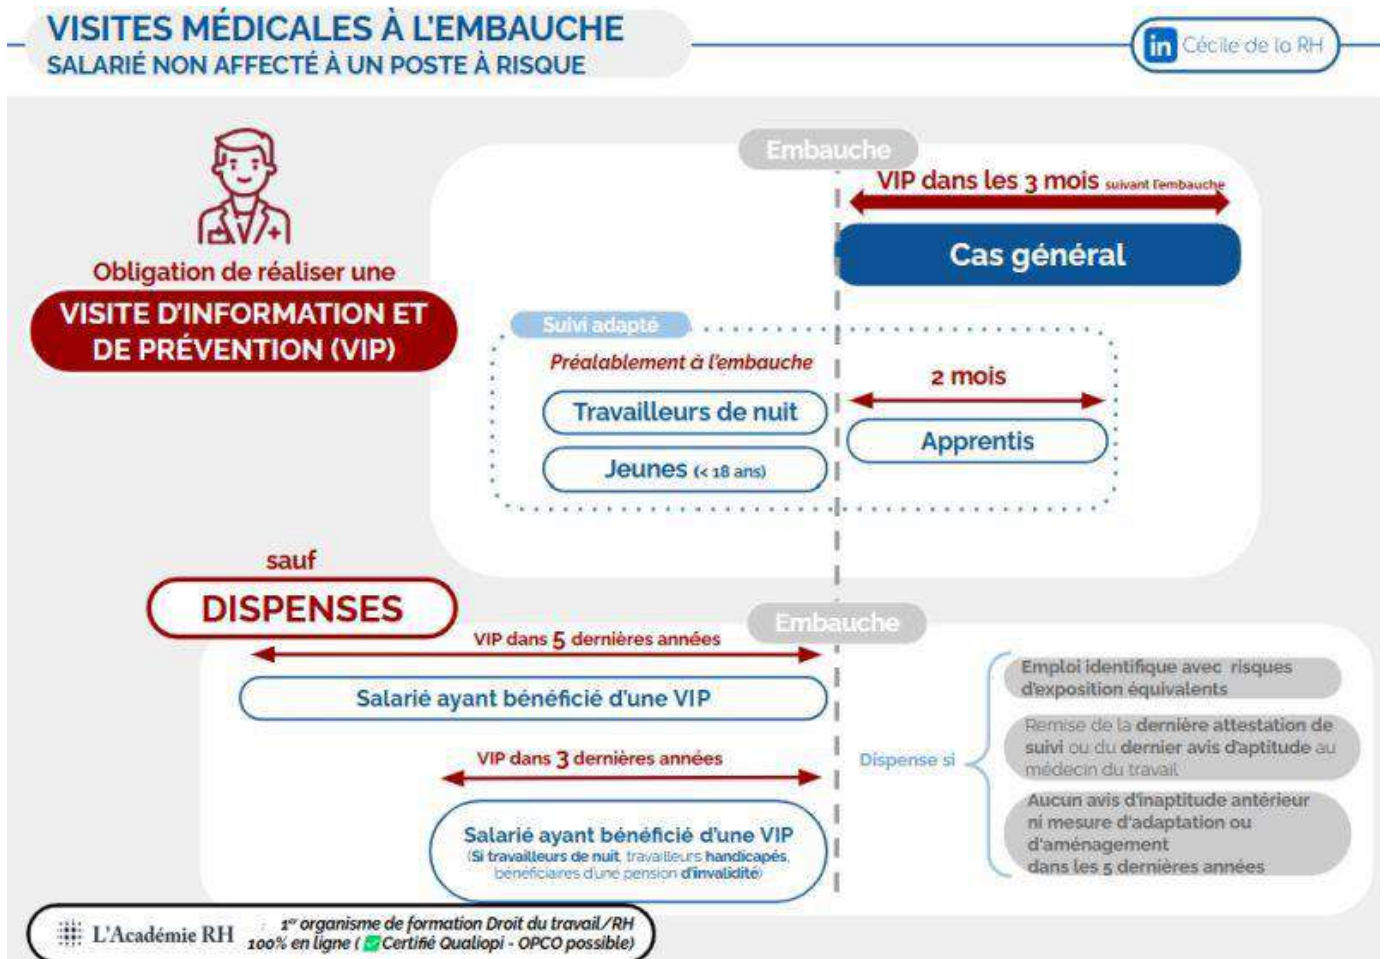 VISITES MÉDICALES À L'EMBAUCHE
SALARIÉ NON AFFECTÉ À UN POSTE À RISQUE
in Cécile de la RH
Embauche
VIP dans les 3 mois suivant l'embauche
Cas général
Obligation de réaliser une
VISITE D'INFORMATION ET
DE PRÉVENTION (VIP)
Suivi adapté
Préalablement à l'embauche
Travailleurs de nuit
Jeunes (< 18 ans)
2 mois
Apprentis
sauf
DISPENSES
Embauche
VIP dans 5 dernières années
Salarié ayant bénéficié d'une VIP
VIP dans 3 dernières années
Salarié ayant bénéficié d'une VIP
(Si travailleurs de nuit, travailleurs handicapés,
bénéficiaires d'une pension d'invalidité)
Dispense si
Emploi identifique avec risques
d'exposition équivalents
Remise de la dernière attestation de
suivi ou du dernier avis d'aptitude au
médecin du travail
Aucun avis d'inaptitude antérieur
ni mesure d'adaptation ou
d'aménagement
dans les 5 dernières années
L'Académie RH
1er organisme de formation Droit du travail/RH
100% en ligne ( ✅ Certifié Qualiopi - OPCO possible)